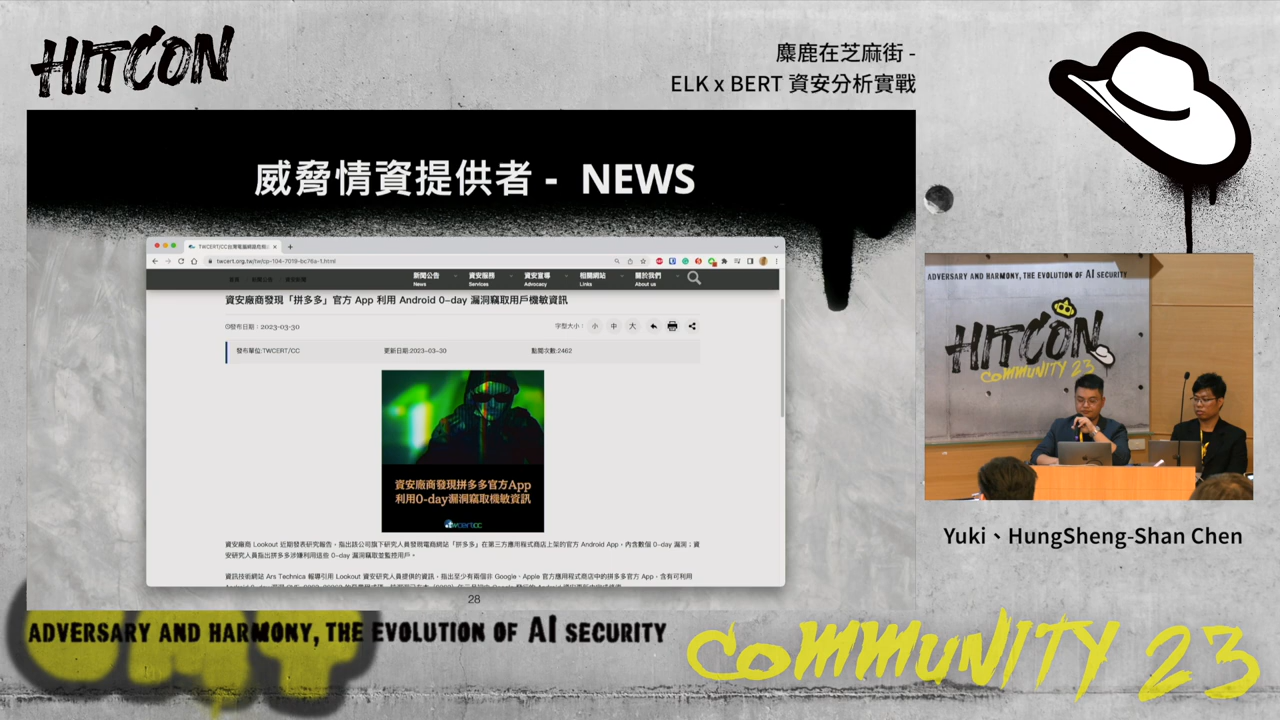 HITCON
麋鹿在芝麻街 -
ELK x BERT 資安分析實戰
威脅情資提供者 - NEWS
twcert.org.tw/tw/cp-104-7019-bc76a-1.html
新聞公告 資安服務 資安宣導 相關網站 關於我們
News Services Advocacy Links About us
資安廠商發現「拼多多」官方 App 利用 Android 0-day 漏洞竊取用戶機敏資訊
發布日期：2023-03-30
字型大小： 小 中 大
發布單位:TWCERT/CC 更新日期:2023-03-30 點閱次數:2462
資安廠商發現拼多多官方App
利用0-day漏洞竊取機敏資訊
twcertcc
資安廠商 Lookout 近期發表研究報告，指出該公司旗下研究人員發現電商網站「拼多多」在第三方應用程式商店上架的官方 Android App，內含數個 0-day 漏洞；資
安研究人員指出拼多多涉嫌利用這些 0-day 漏洞竊取並監控用戶。
資訊技術網站 Ars Technica 報導引用 Lookout 資安研究人員提供的資訊，指出至少有兩個非 Google、Apple 官方應用程式商店中的拼多多官方 App，含有可利用
28
ADVERSARY AND HARMONY, THE EVOLUTION OF AI SECURITY
HITCON
COMMUNITY 23
Yuki、HungSheng-Shan Chen
ADVERSARY AND HARMONY, THE EVOLUTION OF AI SECURITY
COMMUNITY 23